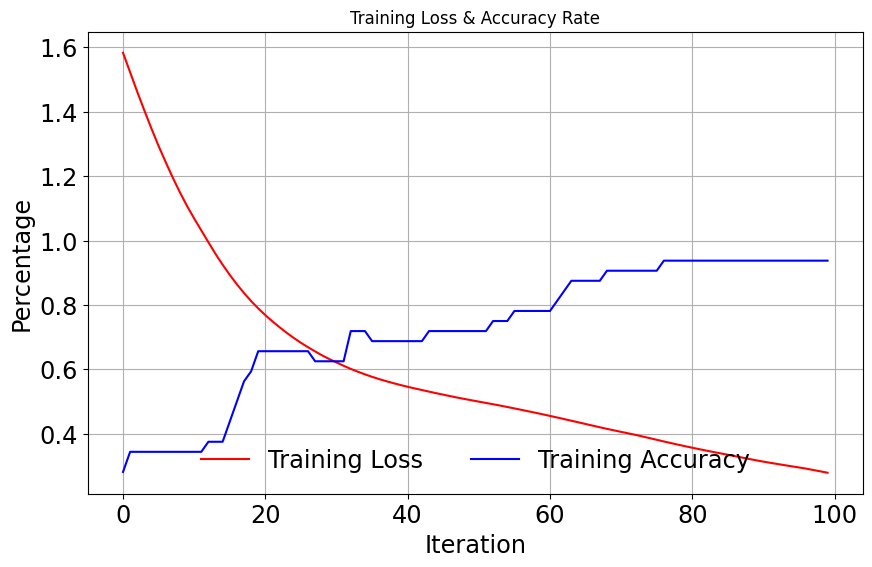 Training Loss & Accuracy Rate
Percentage
1.6
1.4
1.2
1.0
0.8
0.6
0.4
Training Loss
Training Accuracy
0 20 40 60 80 100
Iteration